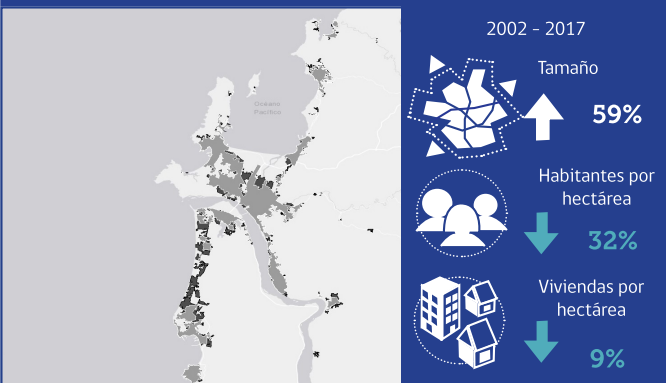 Océano
Pacífico
2002 - 2017
Tamaño
59%
Habitantes por
hectárea
32%
Viviendas por
hectárea
9%